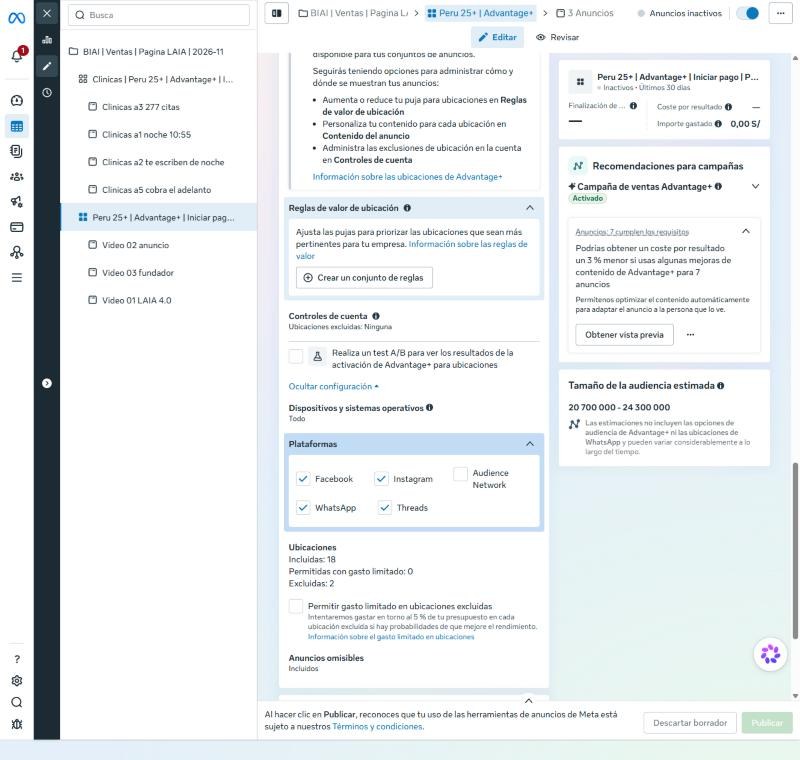 Busca
BIAI | Ventas | Pagina LAIA | 2026-11
Clinicas | Peru 25+ | Advantage+ | I...
Clinicas a3 277 citas
Clinicas a1 noche 10:55
Clinicas a2 te escriben de noche
Clinicas a5 cobra el adelanto
Peru 25+ | Advantage+ | Iniciar pag...
Video 02 anuncio
Video 03 fundador
Video 01 LAIA 4.0
1
?
BIAI | Ventas | Pagina L/ > Peru 25+ | Advantage+ > 3 Anuncios
Anuncios inactivos
Editar
Revisar
disponible para tus conjuntos de anuncios.
Seguirás teniendo opciones para administrar cómo y
dónde se muestran tus anuncios:
• Aumenta o reduce tu puja para ubicaciones en Reglas
de valor de ubicación
• Personaliza tu contenido para cada ubicación en
Contenido del anuncio
• Administra las exclusiones de ubicación en la cuenta
en Controles de cuenta
Información sobre las ubicaciones de Advantage+
Reglas de valor de ubicación
Ajusta las pujas para priorizar las ubicaciones que sean más
pertinentes para tu empresa. Información sobre las reglas de
valor
Crear un conjunto de reglas
Controles de cuenta
Ubicaciones excluidas: Ninguna
Realiza un test A/B para ver los resultados de la
activación de Advantage+ para ubicaciones
Ocultar configuración
Dispositivos y sistemas operativos
Todo
Plataformas
Facebook
Instagram
Audience
Network
WhatsApp
Threads
Ubicaciones
Incluidas: 18
Permitidas con gasto limitado: 0
Excluidas: 2
Permitir gasto limitado en ubicaciones excluidas
Intentaremos gastar en torno al 5 % de tu presupuesto en cada
ubicación excluida si hay probabilidades de que mejore el rendimiento.
Información sobre el gasto limitado en ubicaciones
Anuncios omisibles
Incluidos
Peru 25+ | Advantage+ | Iniciar pago | P...
Inactivos • Últimos 30 días
Finalización de ...
—
Coste por resultado —
Importe gastado 0,00 S/
Recomendaciones para campañas
Campaña de ventas Advantage+
Activado
Anuncios: 7 cumplen los requisitos
Podrías obtener un coste por resultado
un 3 % menor si usas algunas mejoras de
contenido de Advantage+ para 7
anuncios
Permítenos optimizar el contenido automáticamente
para adaptar el anuncio a la persona que lo ve.
Obtener vista previa
Tamaño de la audiencia estimada
20 700 000 - 24 300 000
Las estimaciones no incluyen las opciones de
audiencia de Advantage+ ni las ubicaciones de
WhatsApp y pueden variar considerablemente a lo
largo del tiempo.
Al hacer clic en Publicar, reconoces que tu uso de las herramientas de anuncios de Meta está
sujeto a nuestros Términos y condiciones.
Descartar borrador
Publicar